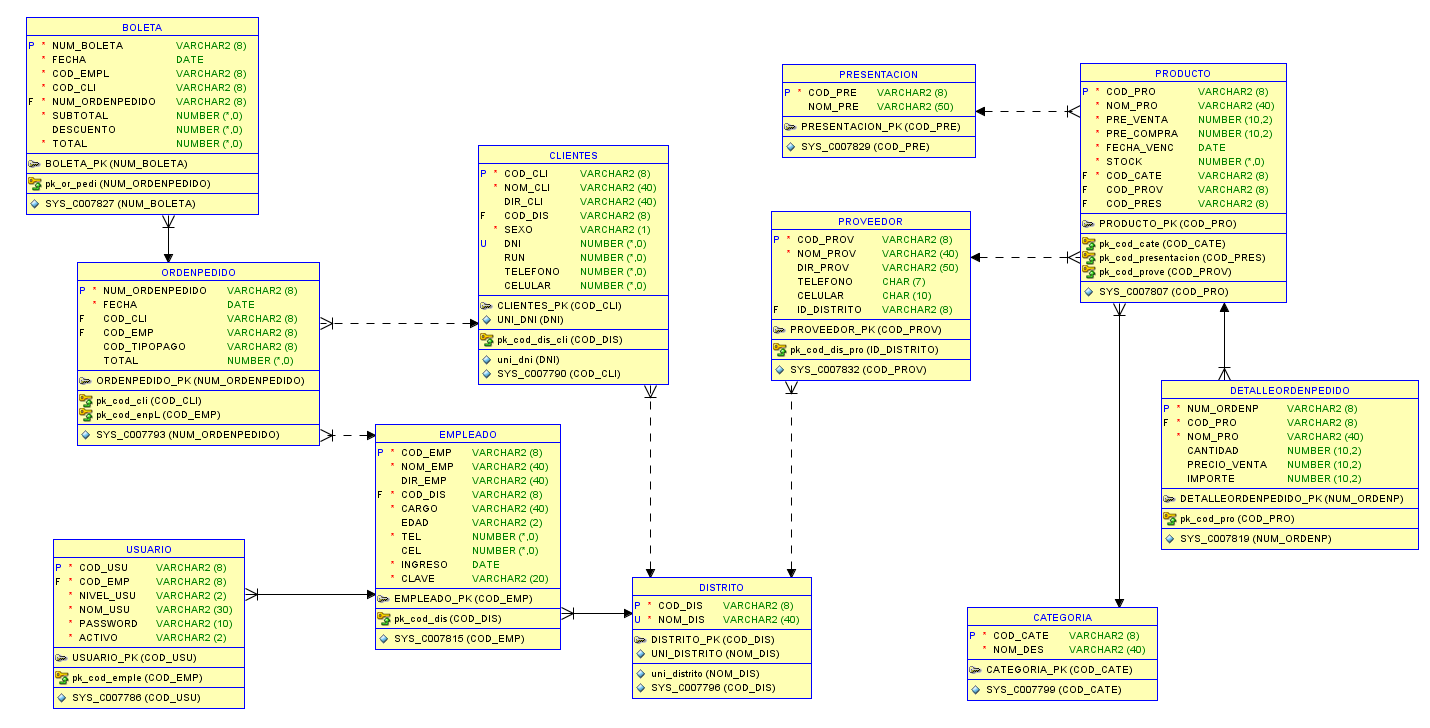 BOLETA
P * NUM_BOLETA VARCHAR2 (8)
* FECHA DATE
* COD_EMPL VARCHAR2 (8)
* COD_CLI VARCHAR2 (8)
F * NUM_ORDENPEDIDO VARCHAR2 (8)
* SUBTOTAL NUMBER (*,0)
DESCUENTO NUMBER (*,0)
* TOTAL NUMBER (*,0)
BOLETA_PK (NUM_BOLETA)
pk_or_pedi (NUM_ORDENPEDIDO)
SYS_C007827 (NUM_BOLETA)
ORDENPEDIDO
P * NUM_ORDENPEDIDO VARCHAR2 (8)
* FECHA DATE
F COD_CLI VARCHAR2 (8)
F COD_EMP VARCHAR2 (8)
COD_TIPOPAGO VARCHAR2 (8)
TOTAL NUMBER (*,0)
ORDENPEDIDO_PK (NUM_ORDENPEDIDO)
pk_cod_cli (COD_CLI)
pk_cod_enpL (COD_EMP)
SYS_C007793 (NUM_ORDENPEDIDO)
USUARIO
P * COD_USU VARCHAR2 (8)
F * COD_EMP VARCHAR2 (8)
* NIVEL_USU VARCHAR2 (2)
* NOM_USU VARCHAR2 (30)
* PASSWORD VARCHAR2 (10)
* ACTIVO VARCHAR2 (2)
USUARIO_PK (COD_USU)
pk_cod_emple (COD_EMP)
SYS_C007786 (COD_USU)
CLIENTES
P * COD_CLI VARCHAR2 (8)
* NOM_CLI VARCHAR2 (40)
DIR_CLI VARCHAR2 (40)
F COD_DIS VARCHAR2 (8)
* SEXO VARCHAR2 (1)
U DNI NUMBER (*,0)
RUN NUMBER (*,0)
TELEFONO NUMBER (*,0)
CELULAR NUMBER (*,0)
CLIENTES_PK (COD_CLI)
UNI_DNI (DNI)
pk_cod_dis_cli (COD_DIS)
uni_dni (DNI)
SYS_C007790 (COD_CLI)
EMPLEADO
P * COD_EMP VARCHAR2 (8)
* NOM_EMP VARCHAR2 (40)
DIR_EMP VARCHAR2 (40)
F * COD_DIS VARCHAR2 (8)
* CARGO VARCHAR2 (40)
EDAD VARCHAR2 (2)
* TEL NUMBER (*,0)
CEL NUMBER (*,0)
* INGRESO DATE
* CLAVE VARCHAR2 (20)
EMPLEADO_PK (COD_EMP)
pk_cod_dis (COD_DIS)
SYS_C007815 (COD_EMP)
DISTRITO
P * COD_DIS VARCHAR2 (8)
U * NOM_DIS VARCHAR2 (40)
DISTRITO_PK (COD_DIS)
UNI_DISTRITO (NOM_DIS)
uni_distrito (NOM_DIS)
SYS_C007796 (COD_DIS)
PRESENTACION
P * COD_PRE VARCHAR2 (8)
NOM_PRE VARCHAR2 (50)
PRESENTACION_PK (COD_PRE)
SYS_C007829 (COD_PRE)
PROVEEDOR
P * COD_PROV VARCHAR2 (8)
* NOM_PROV VARCHAR2 (40)
DIR_PROV VARCHAR2 (50)
TELEFONO CHAR (7)
CELULAR CHAR (10)
F ID_DISTRITO VARCHAR2 (8)
PROVEEDOR_PK (COD_PROV)
pk_cod_dis_pro (ID_DISTRITO)
SYS_C007832 (COD_PROV)
PRODUCTO
P * COD_PRO VARCHAR2 (8)
* NOM_PRO VARCHAR2 (40)
* PRE_VENTA NUMBER (10,2)
* PRE_COMPRA NUMBER (10,2)
* FECHA_VENC DATE
* STOCK NUMBER (*,0)
F * COD_CATE VARCHAR2 (8)
F COD_PROV VARCHAR2 (8)
F COD_PRES VARCHAR2 (8)
PRODUCTO_PK (COD_PRO)
pk_cod_cate (COD_CATE)
pk_cod_presentacion (COD_PRES)
pk_cod_prove (COD_PROV)
SYS_C007807 (COD_PRO)
DETALLEORDENPEDIDO
P * NUM_ORDENP VARCHAR2 (8)
F * COD_PRO VARCHAR2 (8)
* NOM_PRO VARCHAR2 (40)
CANTIDAD NUMBER (10,2)
PRECIO_VENTA NUMBER (10,2)
IMPORTE NUMBER (10,2)
DETALLEORDENPEDIDO_PK (NUM_ORDENP)
pk_cod_pro (COD_PRO)
SYS_C007819 (NUM_ORDENP)
CATEGORIA
P * COD_CATE VARCHAR2 (8)
* NOM_DES VARCHAR2 (40)
CATEGORIA_PK (COD_CATE)
SYS_C007799 (COD_CATE)